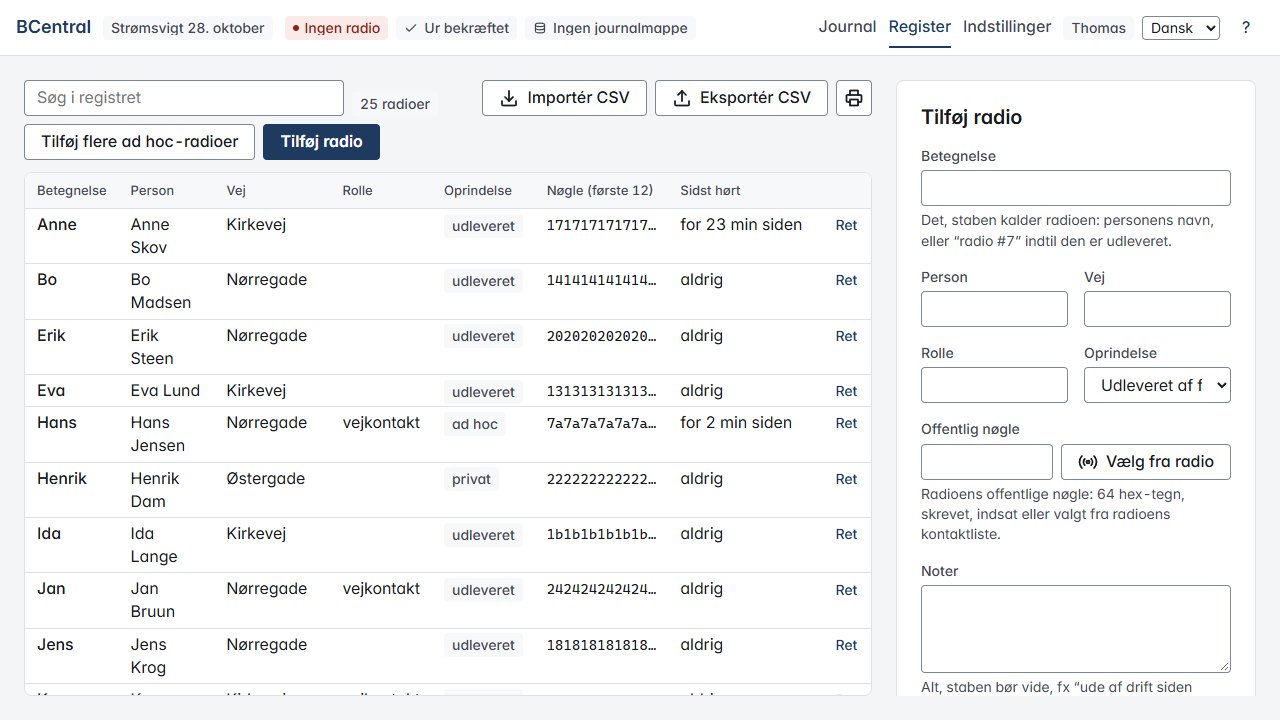 BCentral Strømsvigt 28. oktober Ingen radio Ur bekræftet Ingen journalmappe Journal Register Indstillinger Thomas Dansk ?
Søg i registret 25 radioer Importér CSV Eksportér CSV
Tilføj flere ad hoc-radioer Tilføj radio
Betegnelse Person Vej Rolle Oprindelse Nøgle (første 12) Sidst hørt
Anne Anne Skov Kirkevej udleveret 171717171717… for 23 min siden Ret
Bo Bo Madsen Nørregade udleveret 141414141414… aldrig Ret
Erik Erik Steen Nørregade udleveret 202020202020… aldrig Ret
Eva Eva Lund Kirkevej udleveret 131313131313… aldrig Ret
Hans Hans Jensen Nørregade vejkontakt ad hoc 7a7a7a7a7a7a… for 2 min siden Ret
Henrik Henrik Dam Østergade privat 222222222222… aldrig Ret
Ida Ida Lange Kirkevej udleveret 1b1b1b1b1b1b… aldrig Ret
Jan Jan Bruun Nørregade vejkontakt udleveret 242424242424… aldrig Ret
Jens Jens Krog Nørregade udleveret 181818181818… aldrig Ret
Tilføj radio
Betegnelse
Det, staben kalder radioen: personens navn,
eller “radio #7” indtil den er udleveret.
Person Vej
Rolle Oprindelse
Udleveret af f
Offentlig nøgle
Vælg fra radio
Radioens offentlige nøgle: 64 hex-tegn,
skrevet, indsat eller valgt fra radioens
kontaktliste.
Noter
Alt, staben bør vide, fx “ude af drift siden